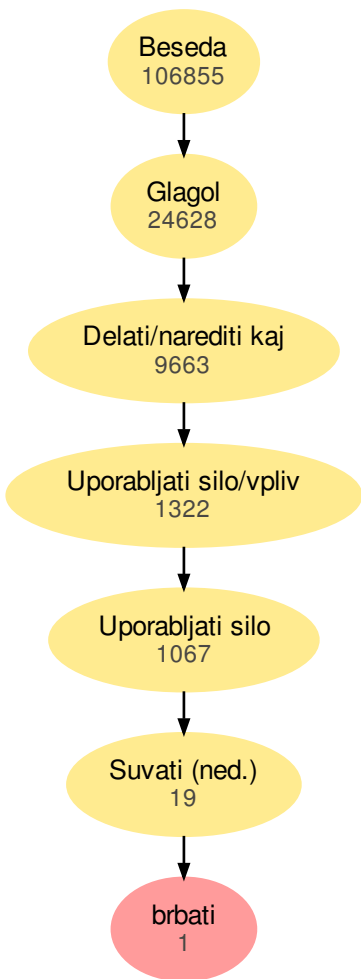 Beseda
106855
Glagol
24628
Delati/narediti kaj
9663
Uporabljati silo/vpliv
1322
Uporabljati silo
1067
Suvati (ned.)
19
brbati
1